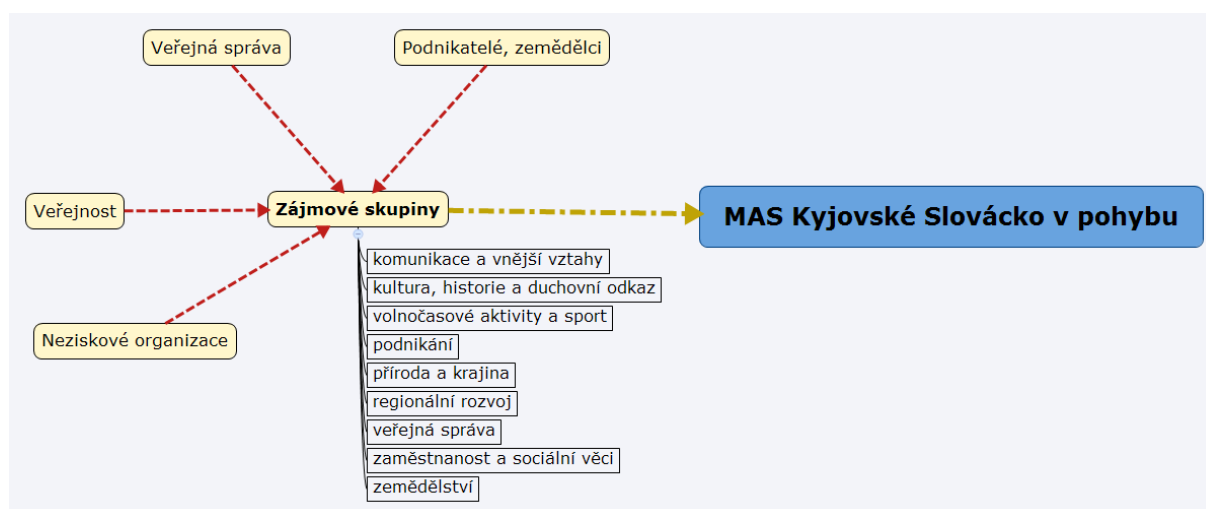 Veřejná správa
Podnikatelé, zemědělci
Veřejnost
Zájmové skupiny
MAS Kyjovské Slovácko v pohybu
komunikace a vnější vztahy
kultura, historie a duchovní odkaz
volnočasové aktivity a sport
podnikání
příroda a krajina
regionální rozvoj
veřejná správa
zaměstnanost a sociální věci
zemědělství
Neziskové organizace